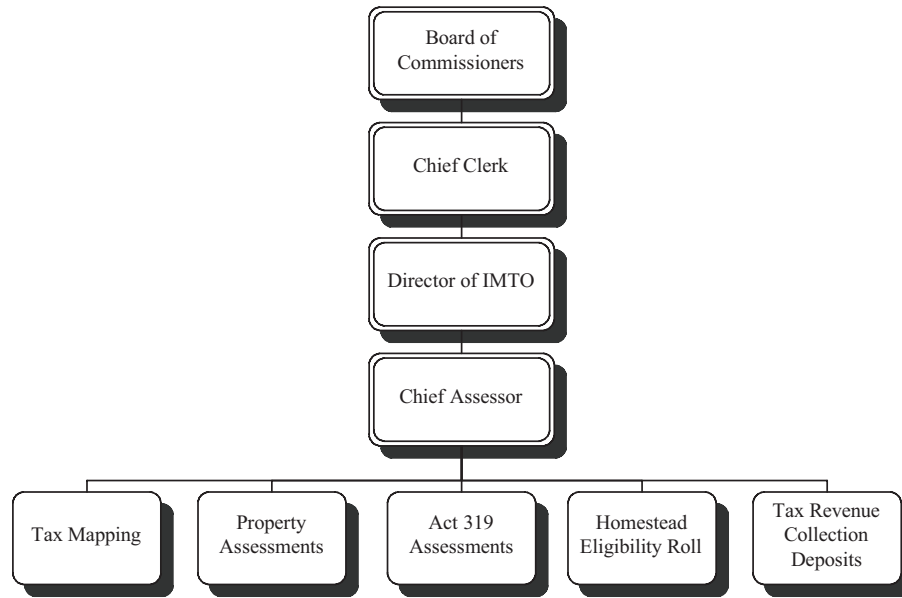 Board of
Commissioners
Chief Clerk
Director of IMTO
Chief Assessor
Tax Mapping
Property
Assessments
Act 319
Assessments
Homestead
Eligibility Roll
Tax Revenue
Collection
Deposits